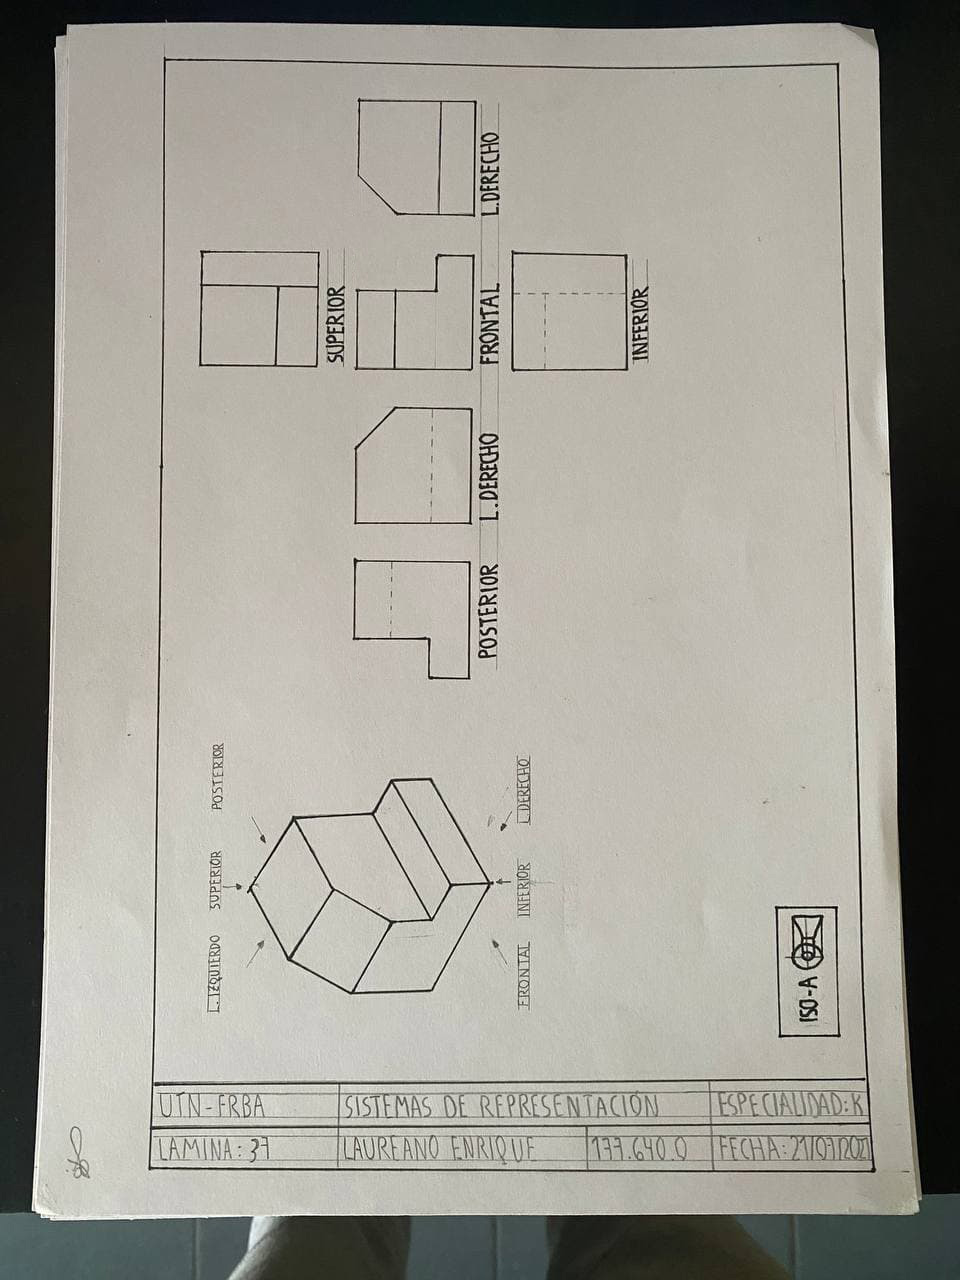 L. DERECHO
SUPERIOR
FRONTAL
INFERIOR
L. DERECHO
POSTERIOR
POSTERIOR
SUPERIOR
L. IZQUIERDO
L. DERECHO
INFERIOR
FRONTAL
ISO-A
UTN-FRBA
SISTEMAS DE REPRESENTACIÓN
ESPECIALIDAD: K
LAMINA: 37
LAUREANO ENRIQUE
177.640.0
FECHA: 21/07/2021